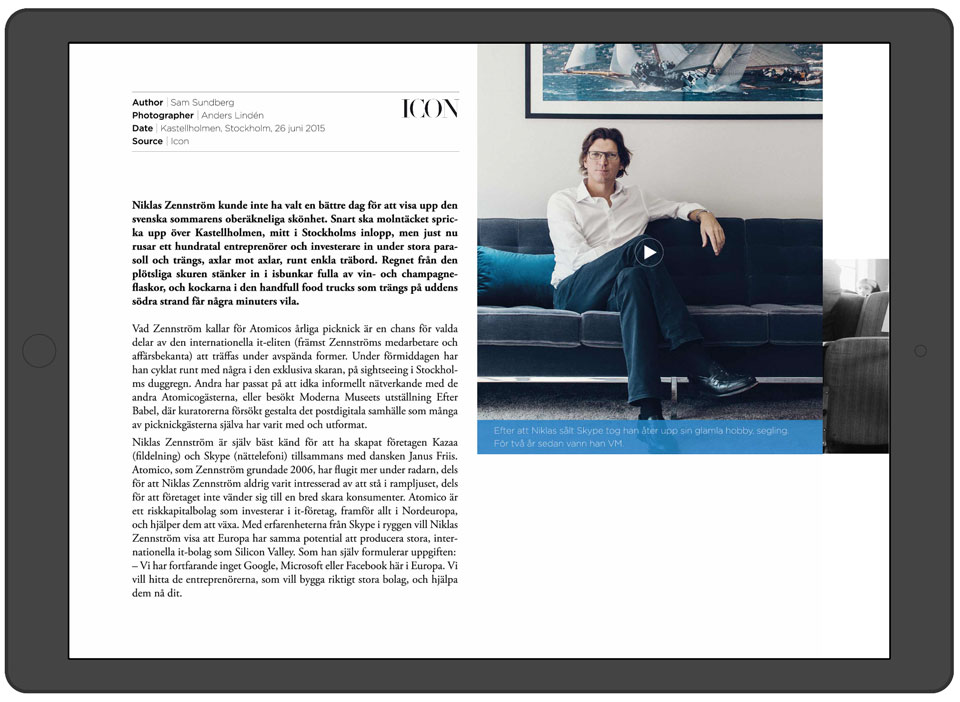 Author | Sam Sundberg
Photographer | Anders Lindén
Date | Kastellholmen, Stockholm, 26 juni 2015
Source | Icon
ICON
Niklas Zennström kunde inte ha valt en bättre dag för att visa upp den
svenska sommarens oberäkneliga skönhet. Snart ska molntäcket spric-
ka upp över Kastellholmen, mitt i Stockholms inlopp, men just nu
rusar ett hundratal entreprenörer och investerare in under stora para-
soll och trängs, axlar mot axlar, runt enkla träbord. Regnet från den
plötsliga skuren stänker in i isbunkar fulla av vin- och champagne-
flaskor, och kockarna i den handfull food trucks som trängs på uddens
södra strand får några minuters vila.
Vad Zennström kallar för Atomicos årliga picknick är en chans för valda
delar av den internationella it-eliten (främst Zennströms medarbetare och
affärsbekanta) att träffas under avspända former. Under förmiddagen har
han cyklat runt med några i den exklusiva skaran, på sightseeing i Stockhol-
ms duggregn. Andra har passat på att idka informellt nätverkande med de
andra Atomicogästerna, eller besökt Moderna Museets utställning Efter
Babel, där kuratorerna försökt gestalta det postdigitala samhälle som många
av picknickgästerna själva har varit med och utformat.
Niklas Zennström är själv bäst känd för att ha skapat företagen Kazaa
(fildelning) och Skype (nättelefoni) tillsammans med dansken Janus Friis.
Atomico, som Zennström grundade 2006, har flugit mer under radarn, dels
för att Niklas Zennström aldrig varit intresserad av att stå i rampljuset, dels
för att företaget inte vänder sig till en bred skara konsumenter. Atomico är
ett riskkapitalbolag som investerar i it-företag, framför allt i Nordeuropa,
och hjälper dem att växa. Med erfarenheterna från Skype i ryggen vill Niklas
Zennström visa att Europa har samma potential att producera stora, inter-
nationella it-bolag som Silicon Valley. Som han själv formulerar uppgiften:
– Vi har fortfarande inget Google, Microsoft eller Facebook här i Europa. Vi
vill hitta de entreprenörerna, som vill bygga riktigt stora bolag, och hjälpa
dem nå dit.
Efter att Niklas sålt Skype tog han åter upp sin glamla hobby, segling.
För två år sedan vann han VM.